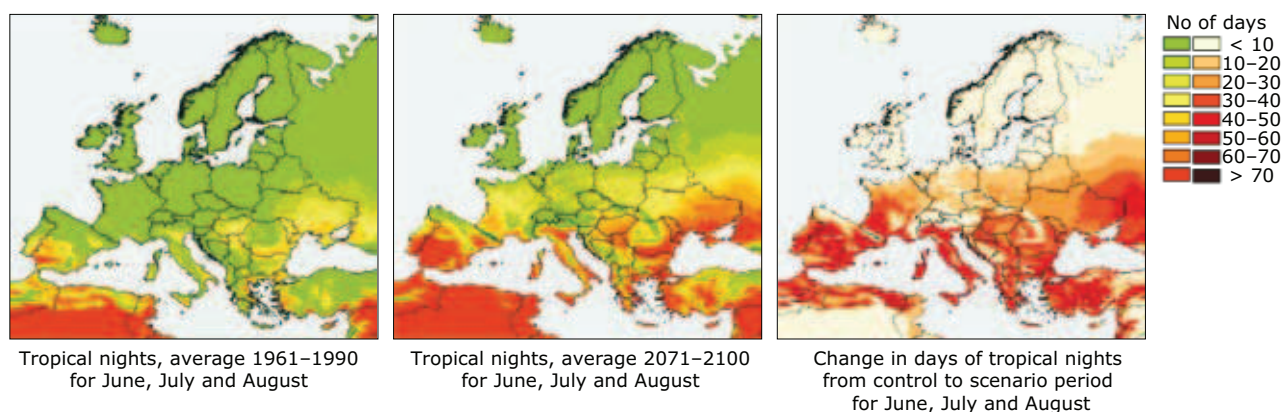 No of days
< 10
10–20
20–30
30–40
40–50
50–60
60–70
> 70
Tropical nights, average 1961–1990
for June, July and August
Tropical nights, average 2071–2100
for June, July and August
Change in days of tropical nights
from control to scenario period
for June, July and August